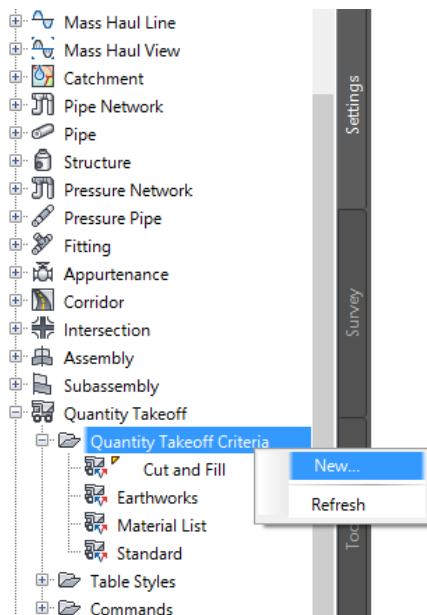 Mass Haul Line
Mass Haul View
Catchment
Pipe Network
Pipe
Structure
Pressure Network
Pressure Pipe
Fitting
Appurtenance
Corridor
Intersection
Assembly
Subassembly
Quantity Takeoff
Quantity Takeoff Criteria
Cut and Fill
Earthworks
Material List
Standard
Table Styles
Commands
New...
Refresh
Settings
Survey